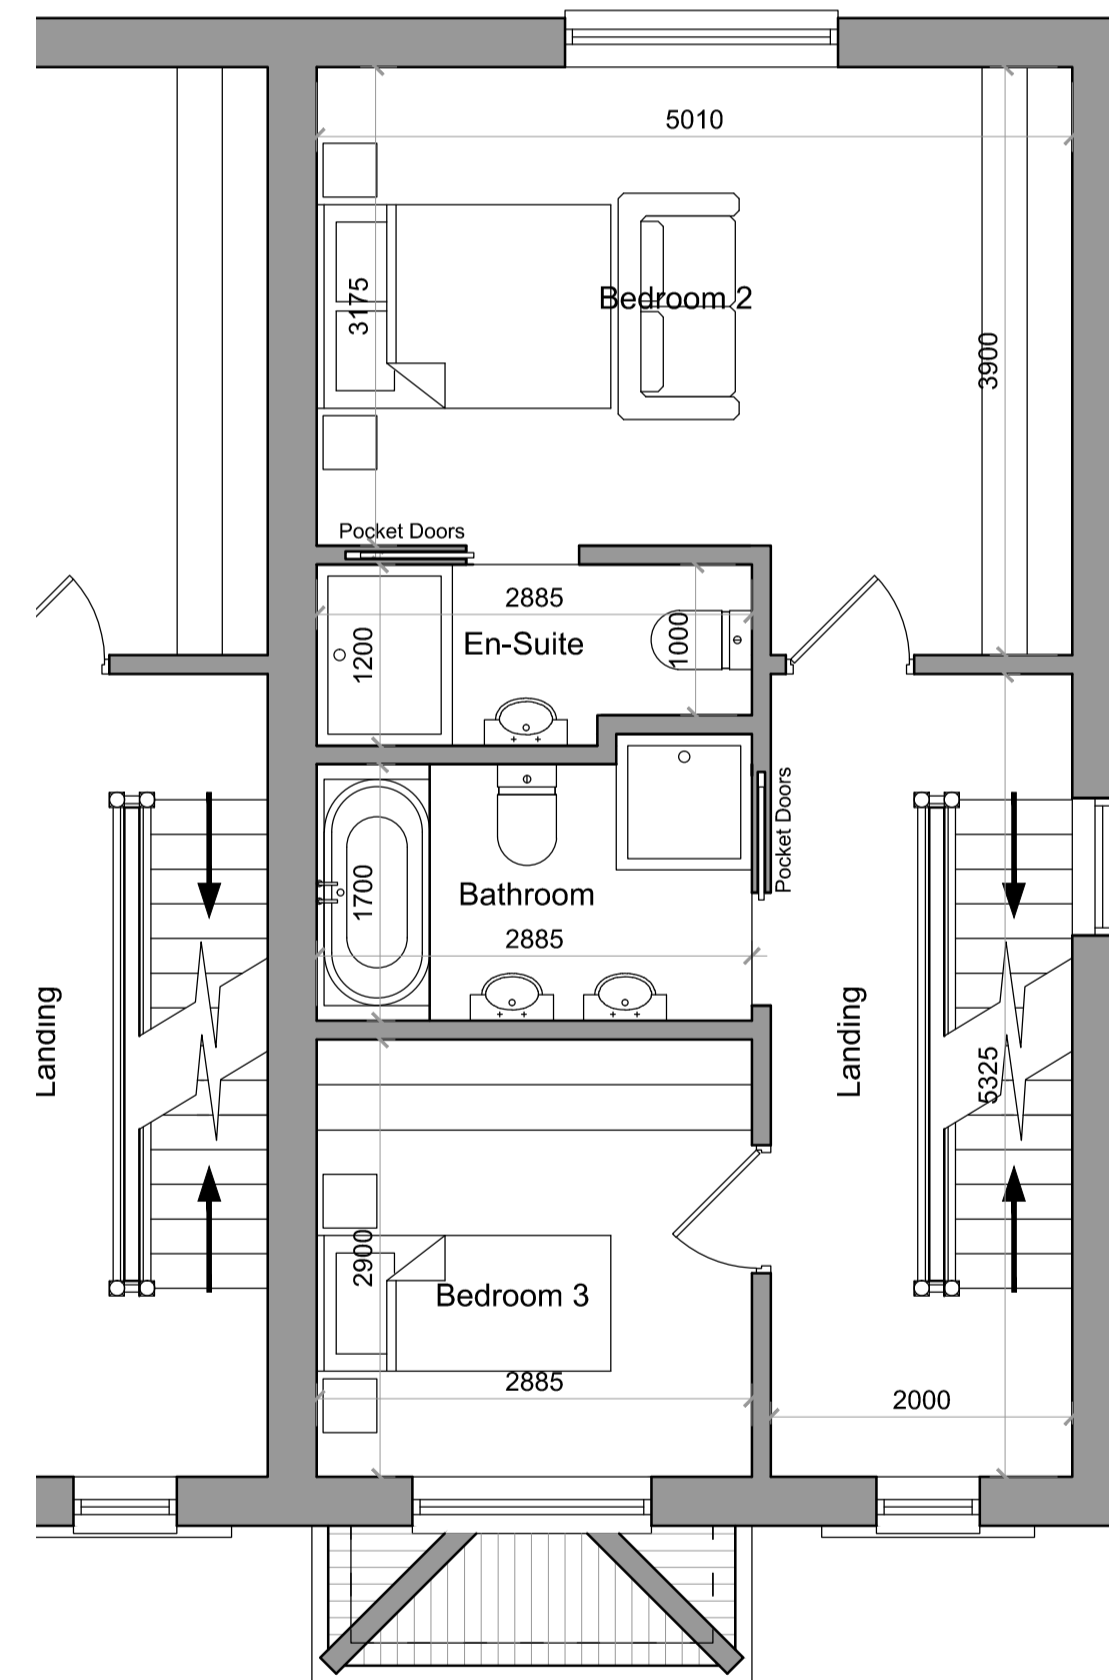 5010
Bedroom 2
3175
3900
Pocket Doors
2885
En-Suite
1200
1000
Pocket Doors
1700
Bathroom
2885
Landing
Landing
5325
2900
Bedroom 3
2885
2000